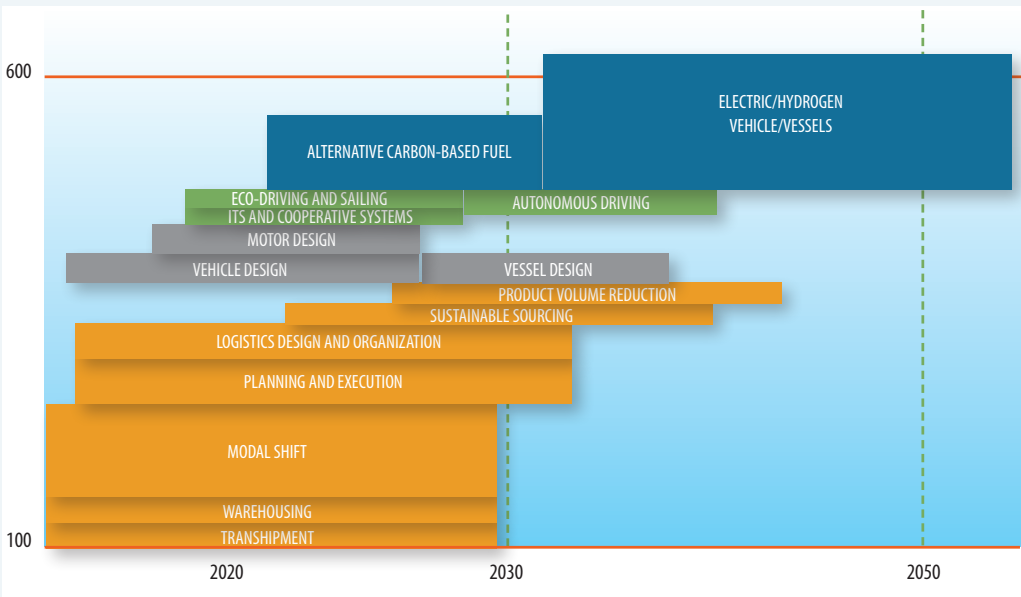 600
ELECTRIC/HYDROGEN
VEHICLE/VESSELS
ALTERNATIVE CARBON-BASED FUEL
ECO-DRIVING AND SAILING
AUTONOMOUS DRIVING
ITS AND COOPERATIVE SYSTEMS
MOTOR DESIGN
VEHICLE DESIGN
VESSEL DESIGN
PRODUCT VOLUME REDUCTION
SUSTAINABLE SOURCING
LOGISTICS DESIGN AND ORGANIZATION
PLANNING AND EXECUTION
MODAL SHIFT
WAREHOUSING
TRANSHIPMENT
100
2020
2030
2050